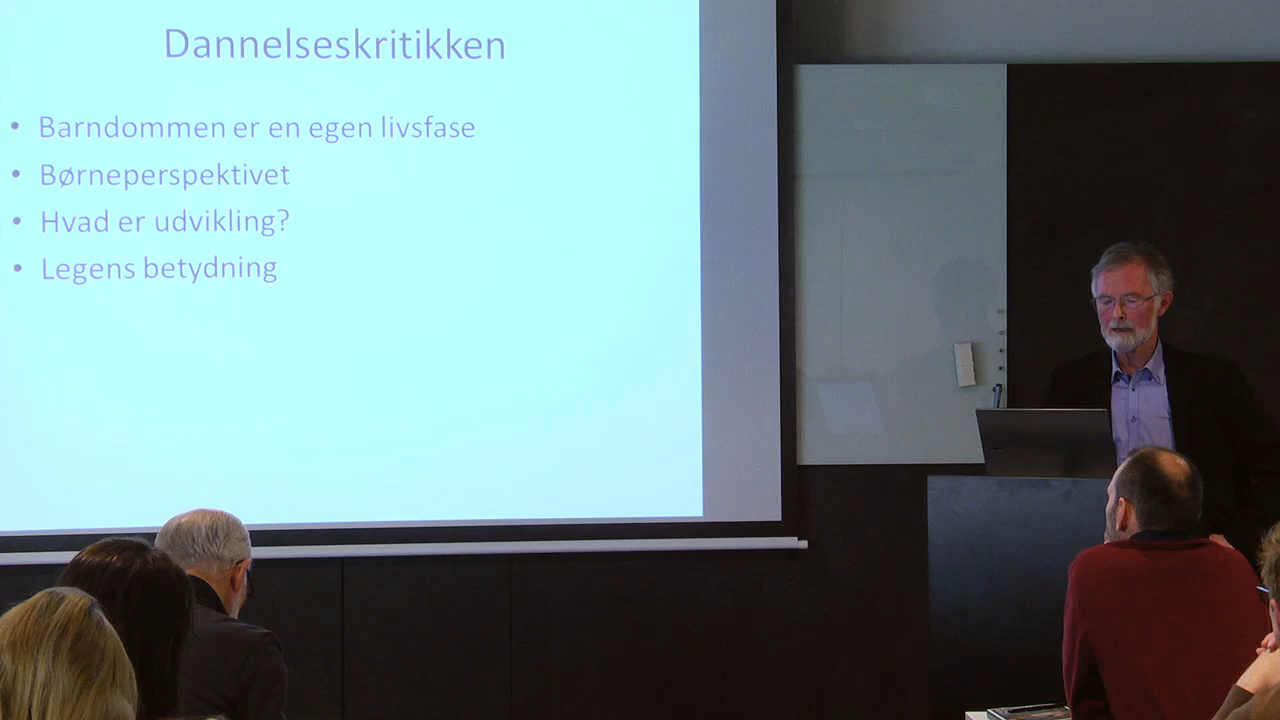 Dannelseskritikken
• Barndommen er en egen livsfase
• Børneperspektivet
• Hvad er udvikling?
• Legens betydning